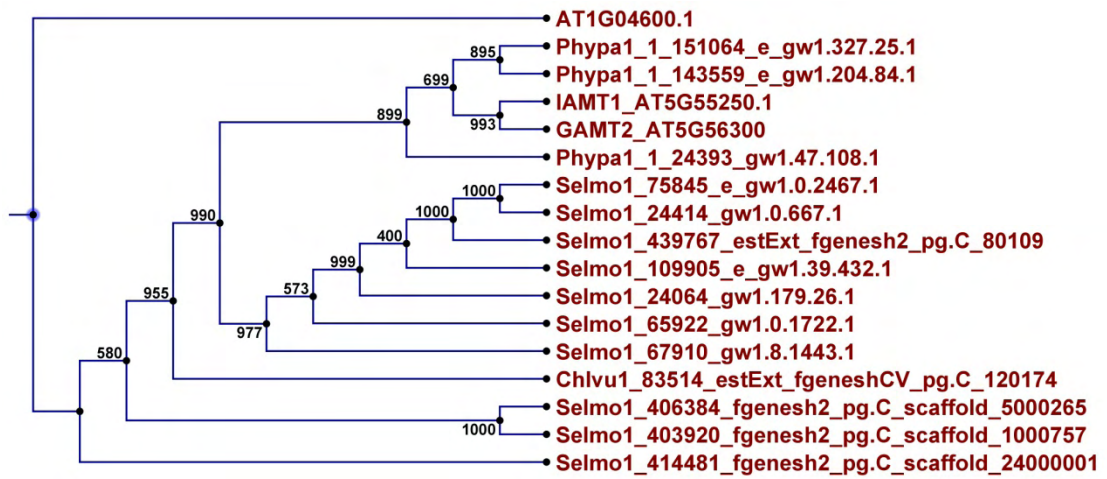 AT1G04600.1
895 Phypa1_1_151064_e_gw1.327.25.1
699
Phypa1_1_143559_e_gw1.204.84.1
IAMT1_AT5G55250.1
899 993 GAMT2_AT5G56300
Phypa1_1_24393_gw1.47.108.1
1000 Selmo1_75845_e_gw1.0.2467.1
990 1000 Selmo1_24414_gw1.0.667.1
400 Selmo1_439767_estExt_fgenesh2_pg.C_80109
999 Selmo1_109905_e_gw1.39.432.1
955 573 Selmo1_24064_gw1.179.26.1
977 Selmo1_65922_gw1.0.1722.1
580 Selmo1_67910_gw1.8.1443.1
Chlvu1_83514_estExt_fgeneshCV_pg.C_120174
Selmo1_406384_fgenesh2_pg.C_scaffold_5000265
1000 Selmo1_403920_fgenesh2_pg.C_scaffold_1000757
Selmo1_414481_fgenesh2_pg.C_scaffold_24000001